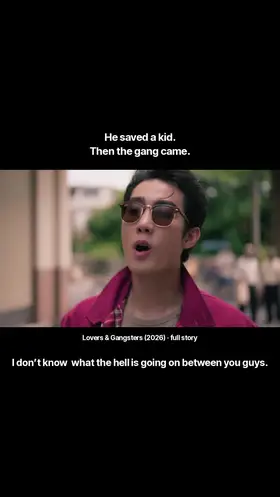 He saved a kid.
Then the gang came.
Lovers & Gangsters (2026) · full story
I don't know what the hell is going on between you guys.